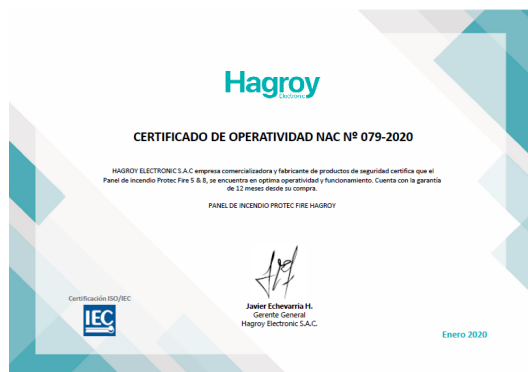 Hagroy
Electronic
CERTIFICADO DE OPERATIVIDAD NAC Nº 079-2020
HAGROY ELECTRONIC S.A.C empresa comercializadora y fabricante de productos de seguridad certifica que el
Panel de incendio Protec Fire 5 & 8, se encuentra en optima operatividad y funcionamiento. Cuenta con la garantía
de 12 meses desde su compra.
PANEL DE INCENDIO PROTEC FIRE HAGROY
Javier Echevarria H.
Gerente General
Hagroy Electronic S.A.C.
Certificación ISO/IEC
IEC
Enero 2020